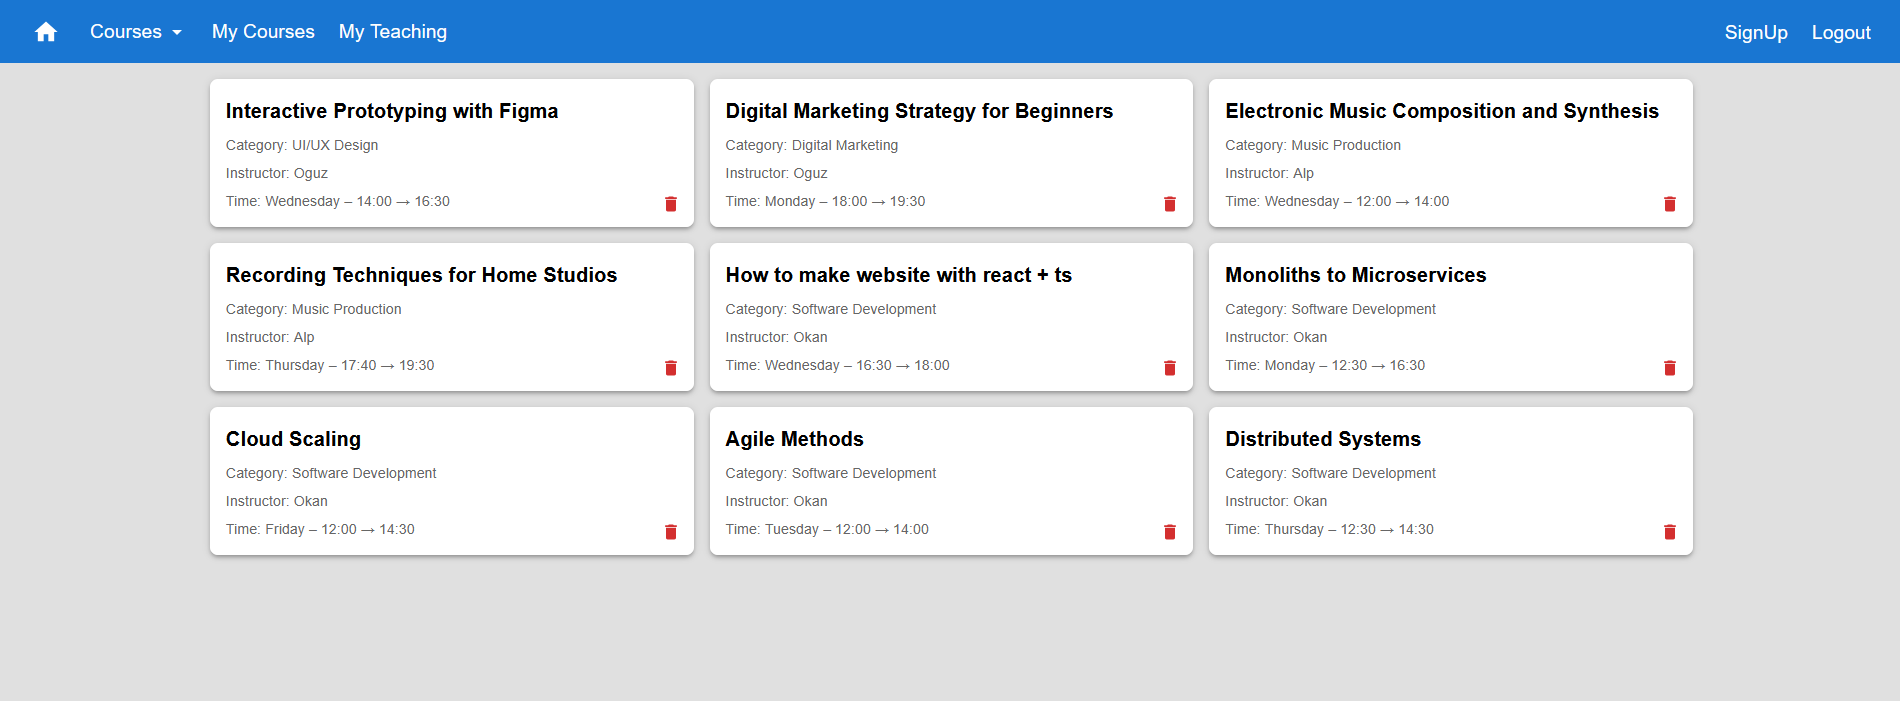 Courses
My Courses
My Teaching
SignUp
Logout
Interactive Prototyping with Figma
Category: UI/UX Design
Instructor: Oguz
Time: Wednesday – 14:00 → 16:30
Digital Marketing Strategy for Beginners
Category: Digital Marketing
Instructor: Oguz
Time: Monday – 18:00 → 19:30
Electronic Music Composition and Synthesis
Category: Music Production
Instructor: Alp
Time: Wednesday – 12:00 → 14:00
Recording Techniques for Home Studios
Category: Music Production
Instructor: Alp
Time: Thursday – 17:40 → 19:30
How to make website with react + ts
Category: Software Development
Instructor: Okan
Time: Wednesday – 16:30 → 18:00
Monoliths to Microservices
Category: Software Development
Instructor: Okan
Time: Monday – 12:30 → 16:30
Cloud Scaling
Category: Software Development
Instructor: Okan
Time: Friday – 12:00 → 14:30
Agile Methods
Category: Software Development
Instructor: Okan
Time: Tuesday – 12:00 → 14:00
Distributed Systems
Category: Software Development
Instructor: Okan
Time: Thursday – 12:30 → 14:30